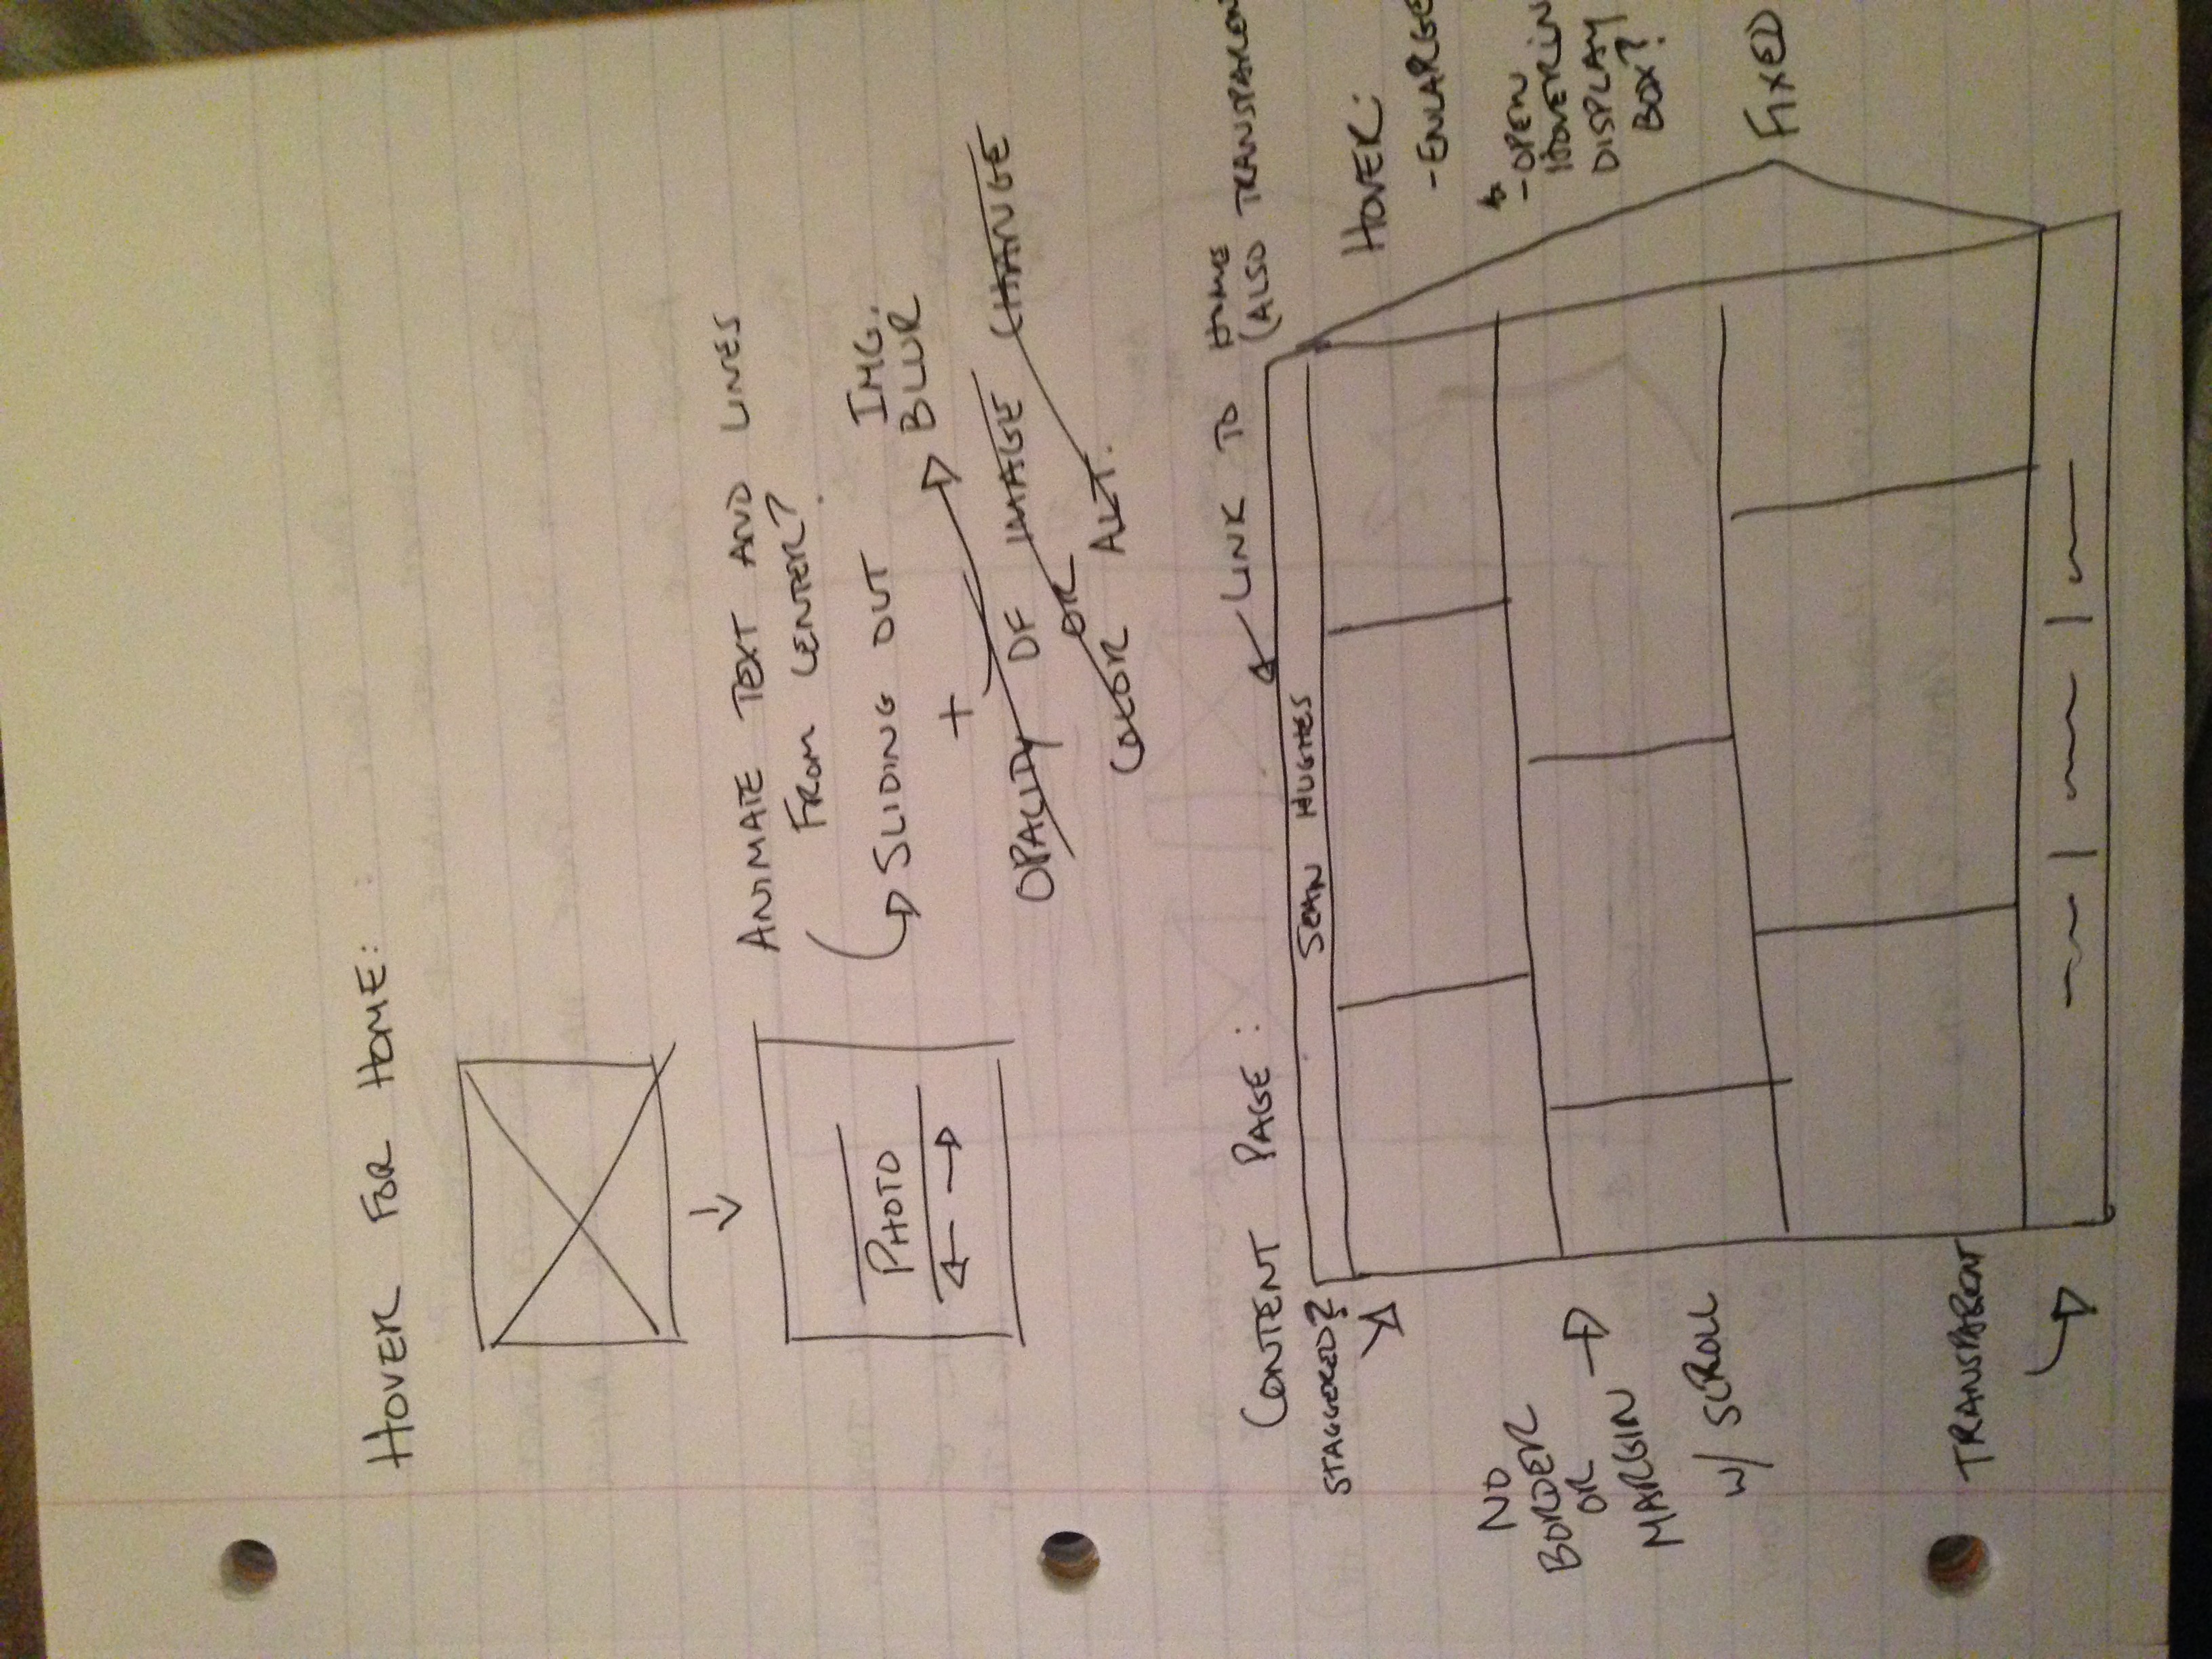 HOVER FOR HOME:
PHOTO
ANIMATE TEXT AND LINES
FROM CENTER?
SLIDING OUT
IMG.
BLUR
+
OPACITY OF IMAGE CHANGE
OR
COLOR ALT.
CONTENT PAGE:
LINK TO HOME
(ALSO TRANSPAREN
STAGGERED?
SEAN HUGHES
HOVER:
-ENLARGE
-OPEN
HOVERIN
DISPLAY
BOX?
NO
BORDER
OR
MARGIN
W/ SCROLL
FIXED
TRANSPARENT